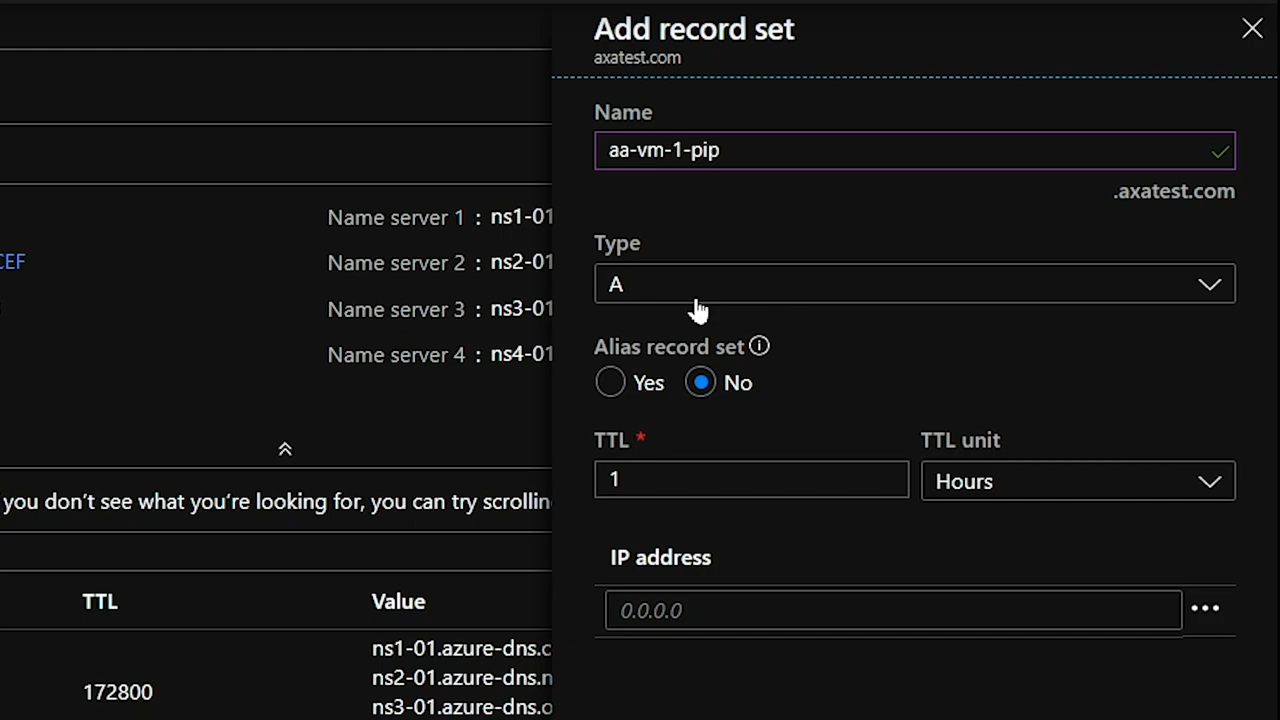 Add record set
axatest.com
Name
aa-vm-1-pip
.axatest.com
Type
A
Alias record set
Yes No
TTL * TTL unit
1 Hours
IP address
0.0.0.0
CEF
Name server 1 : ns1-01
Name server 2 : ns2-01
Name server 3 : ns3-01
Name server 4 : ns4-01
you don't see what you're looking for, you can try scrollin
TTL Value
172800
ns1-01.azure-dns.c
ns2-01.azure-dns.n
ns3-01.azure-dns.o